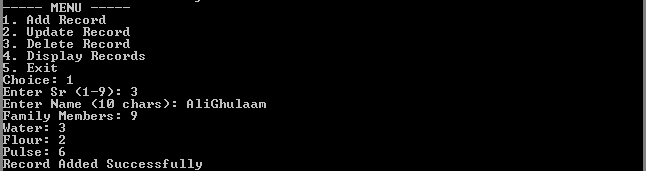 ----- MENU -----
1. Add Record
2. Update Record
3. Delete Record
4. Display Records
5. Exit
Choice: 1
Enter Sr (1-9): 3
Enter Name (10 chars): AliGhulaam
Family Members: 9
Water: 3
Flour: 2
Pulse: 6
Record Added Successfully